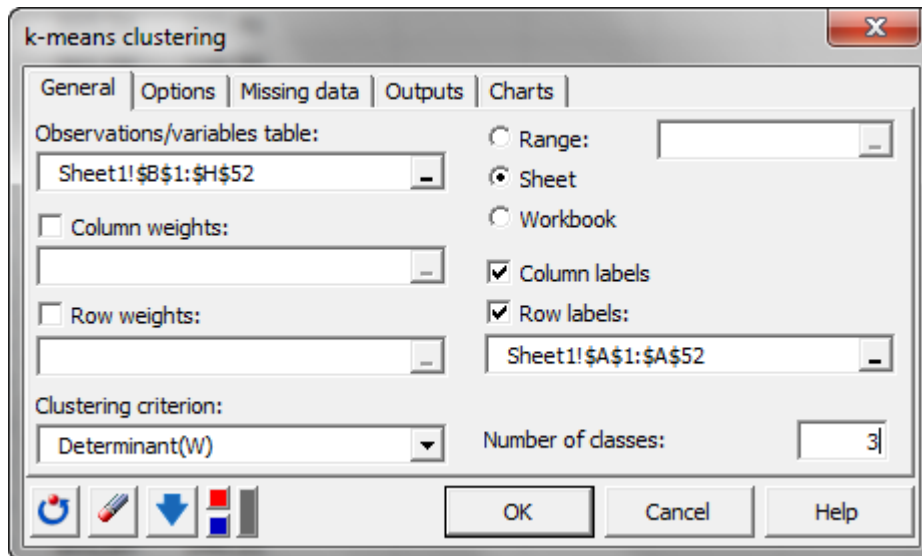 k-means clustering
General
Options
Missing data
Outputs
Charts
Observations/variables table:
Sheet1!$B$1:$H$52
Column weights:
Row weights:
Clustering criterion:
Determinant(W)
Range:
Sheet
Workbook
Column labels
Row labels:
Sheet1!$A$1:$A$52
Number of classes:
3
OK
Cancel
Help